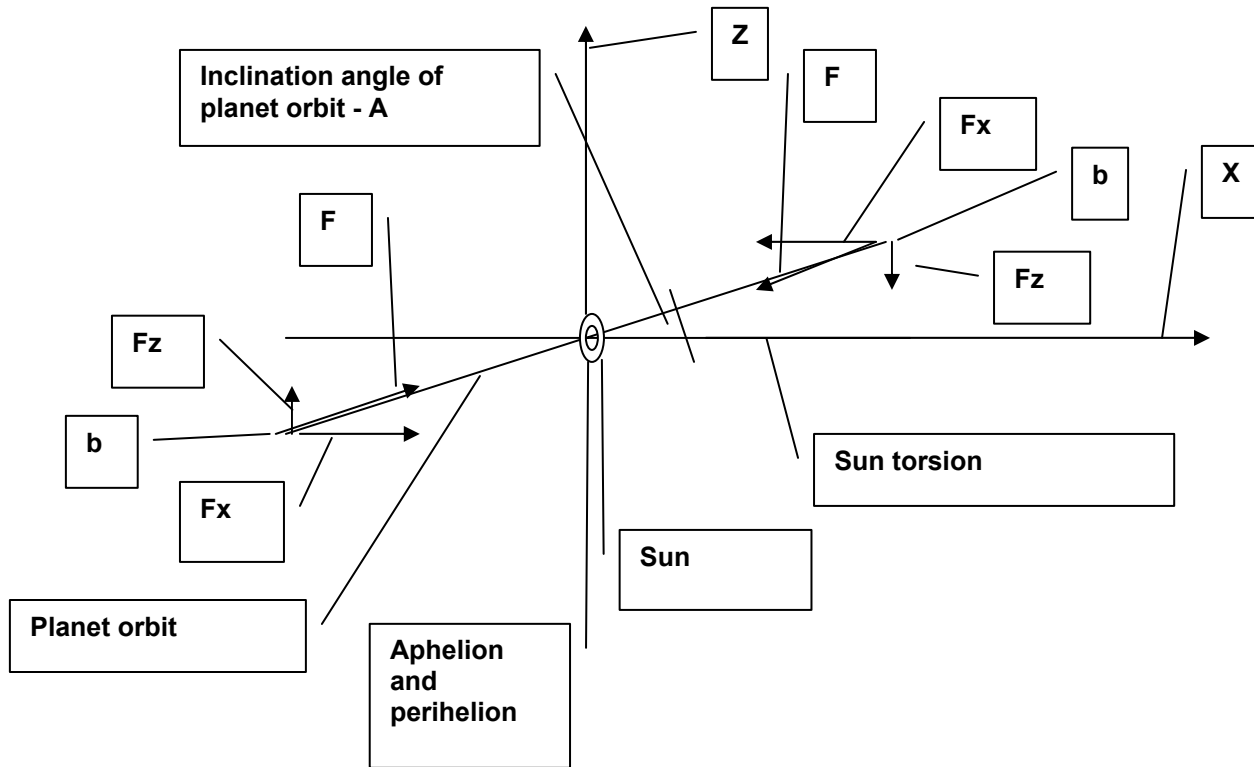 Z
Inclination angle of
planet orbit - A
F
Fx
b
X
F
Fz
Fz
b
Sun torsion
Fx
Sun
Planet orbit
Aphelion
and
perihelion